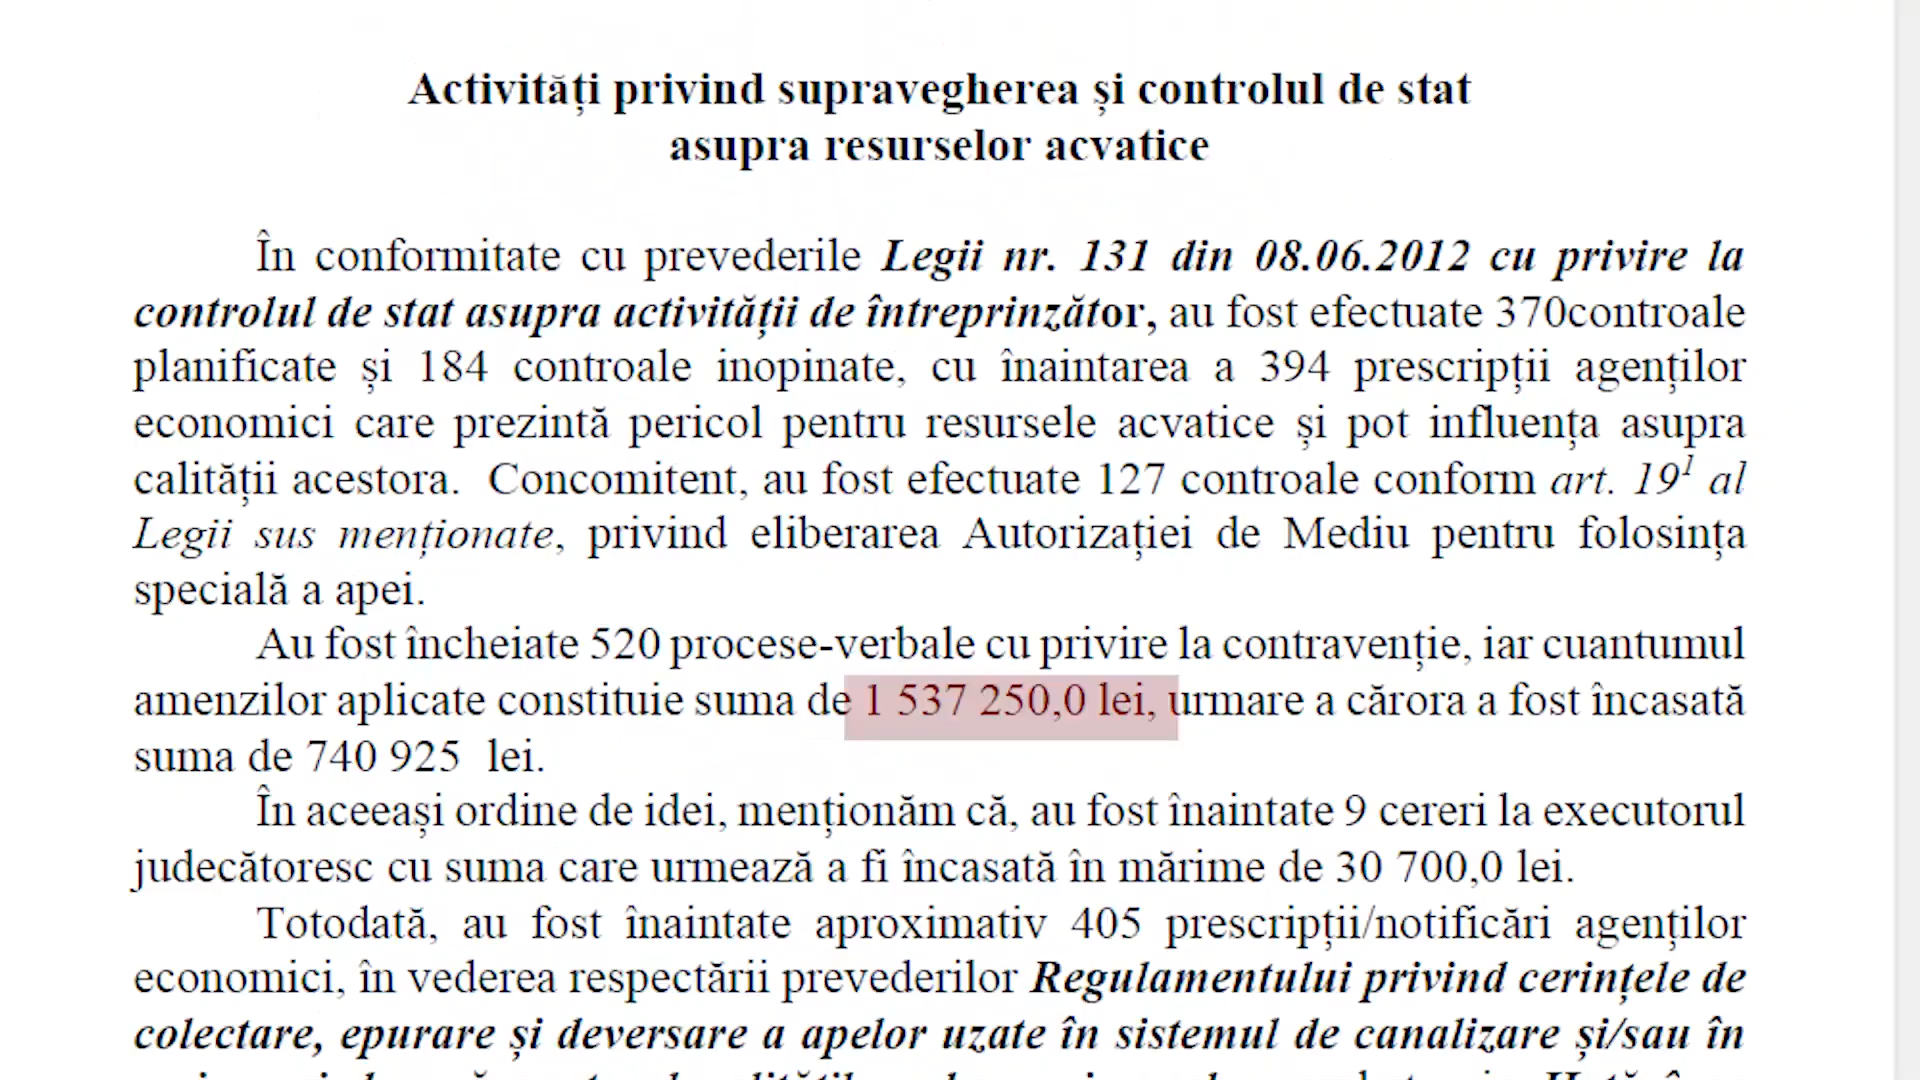 Activități privind supravegherea și controlul de stat
asupra resurselor acvatice
În conformitate cu prevederile Legii nr. 131 din 08.06.2012 cu privire la
controlul de stat asupra activității de întreprinzător, au fost efectuate 370controale
planificate și 184 controale inopinate, cu înaintarea a 394 prescripții agenților
economici care prezintă pericol pentru resursele acvatice și pot influența asupra
calității acestora. Concomitent, au fost efectuate 127 controale conform art. 19¹ al
Legii sus menționate, privind eliberarea Autorizației de Mediu pentru folosința
specială a apei.
Au fost încheiate 520 procese-verbale cu privire la contravenție, iar cuantumul
amenzilor aplicate constituie suma de 1 537 250,0 lei, urmare a cărora a fost încasată
suma de 740 925 lei.
În aceeași ordine de idei, menționăm că, au fost înaintate 9 cereri la executorul
judecătoresc cu suma care urmează a fi încasată în mărime de 30 700,0 lei.
Totodată, au fost înaintate aproximativ 405 prescripții/notificări agenților
economici, în vederea respectării prevederilor Regulamentului privind cerințele de
colectare, epurare și deversare a apelor uzate în sistemul de canalizare și/sau în